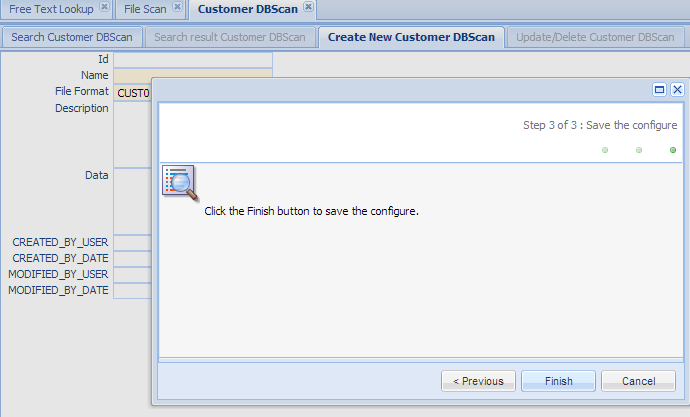 Free Text Lookup File Scan Customer DBScan
Search Customer DBScan Search result Customer DBScan Create New Customer DBScan Update/Delete Customer DBScan
Id
Name
File Format CUST0
Description
Step 3 of 3 : Save the configure
Data
Click the Finish button to save the configure.
CREATED_BY_USER
CREATED_BY_DATE
MODIFIED_BY_USER
MODIFIED_BY_DATE
< Previous Finish Cancel